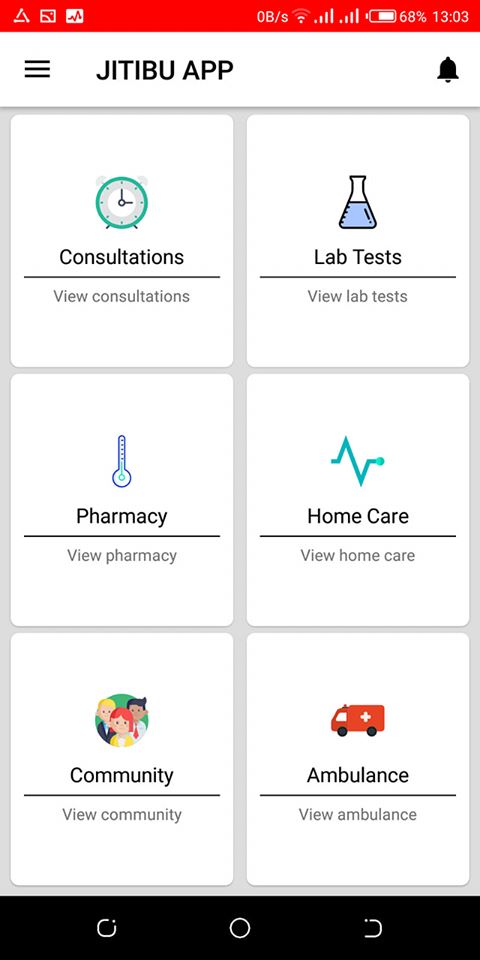 0B/s 68% 13:03
JITIBU APP
Consultations
View consultations
Lab Tests
View lab tests
Pharmacy
View pharmacy
Home Care
View home care
Community
View community
Ambulance
View ambulance